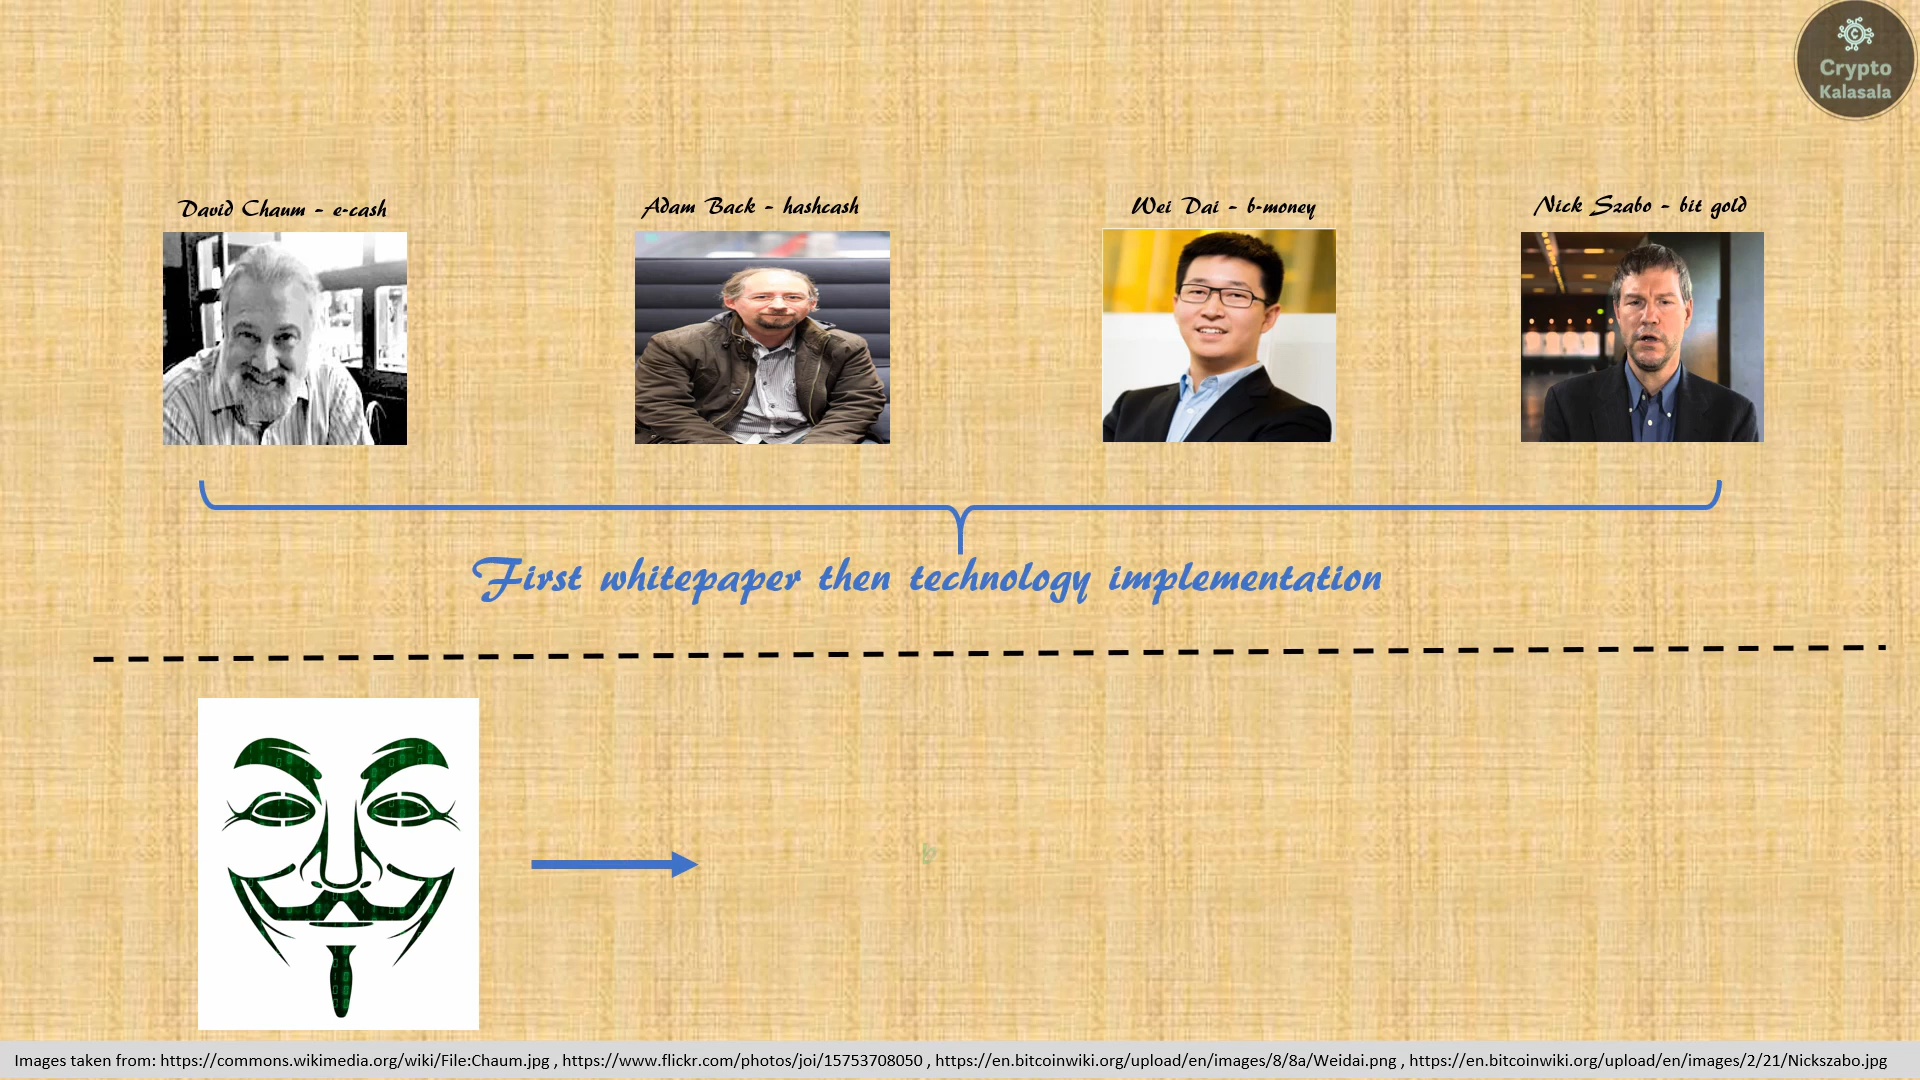 Crypto
Kalasala
David Chaum - e-cash
Adam Back - hashcash
Wei Dai - b-money
Nick Szabo - bit gold
First whitepaper then technology implementation
Images taken from: https://commons.wikimedia.org/wiki/File:Chaum.jpg , https://www.flickr.com/photos/joi/15753708050 , https://en.bitcoinwiki.org/upload/en/images/8/8a/Weidai.png , https://en.bitcoinwiki.org/upload/en/images/2/21/Nickszabo.jpg